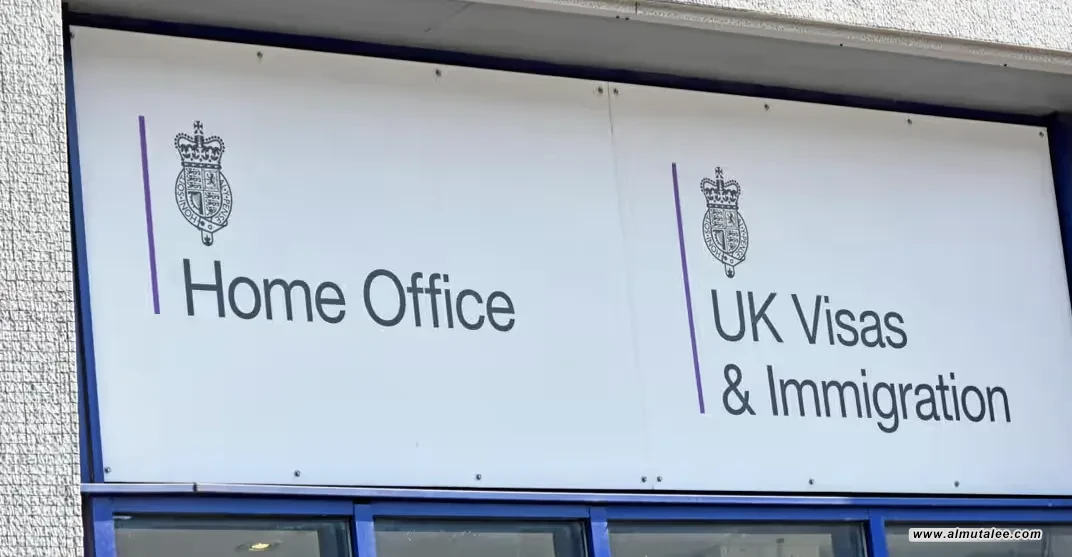 Home Office
UK Visas
& Immigration
www.almutalee.com